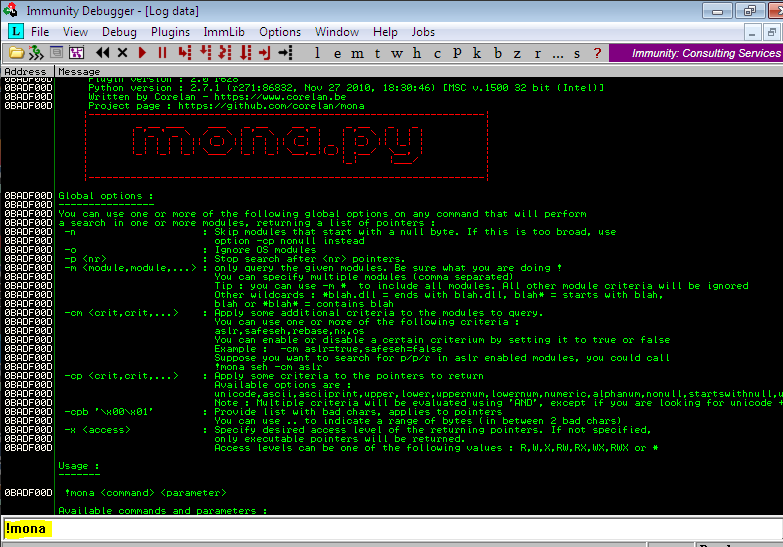 Immunity Debugger - [Log data]
L File View Debug Plugins ImmLib Options Window Help Jobs
l e m t w h c p k b z r ... s ? Immunity: Consulting Services
Address Message
0BADF00D Plugin version : 2.0 r628
0BADF00D Python version : 2.7.1 (r271:86832, Nov 27 2010, 18:30:46) [MSC v.1500 32 bit (Intel)]
0BADF00D Written by Corelan - https://www.corelan.be
0BADF00D Project page : https://github.com/corelan/mona
mona.py
0BADF00D Global options :
0BADF00D ----------------
0BADF00D You can use one or more of the following global options on any command that will perform
0BADF00D a search in one or more modules, returning a list of pointers :
0BADF00D -n : Skip modules that start with a null byte. If this is too broad, use
0BADF00D option -cp nonull instead
0BADF00D -o : Ignore OS modules
0BADF00D -p <nr> : Stop search after <nr> pointers.
0BADF00D -m <module,module,...> : only query the given modules. Be sure what you are doing !
0BADF00D You can specify multiple modules (comma separated)
0BADF00D Tip : you can use -m * to include all modules. All other module criteria will be ignored
0BADF00D Other wildcards : *blah.dll = ends with blah.dll, blah* = starts with blah,
0BADF00D blah or *blah* = contains blah
0BADF00D -cm <crit,crit,...> : Apply some additional criteria to the modules to query.
0BADF00D You can use one or more of the following criteria :
0BADF00D aslr,safeseh,rebase,nx,os
0BADF00D You can enable or disable a certain criterium by setting it to true or false
0BADF00D Example : -cm aslr=true,safeseh=false
0BADF00D Suppose you want to search for p/p/r in aslr enabled modules, you could call
0BADF00D !mona seh -cm aslr
0BADF00D -cp <crit,crit,...> : Apply some criteria to the pointers to return
0BADF00D Available options are :
0BADF00D unicode,ascii,asciiprint,upper,lower,uppernum,lowernum,numeric,alphanum,nonull,startswithnull,u
0BADF00D Note : Multiple criteria will be evaluated using 'AND', except if you are looking for unicode +
0BADF00D -cpb '\x00\x01' : Provide list with bad chars, applies to pointers
0BADF00D You can use .. to indicate a range of bytes (in between 2 bad chars)
0BADF00D -x <access> : Specify desired access level of the returning pointers. If not specified,
0BADF00D only executable pointers will be returned.
0BADF00D Access levels can be one of the following values : R,W,X,RW,RX,WX,RWX or *
Usage :
-------
0BADF00D !mona <command> <parameter>
Available commands and parameters :
!mona